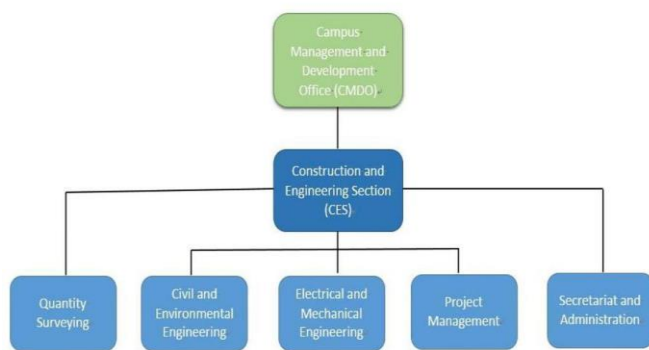 Campus
Management and
Development
Office (CMDO)
Construction and
Engineering Section
(CES)
Quantity
Surveying
Civil and
Environmental
Engineering
Electrical and
Mechanical
Engineering
Project
Management
Secretariat and
Administration